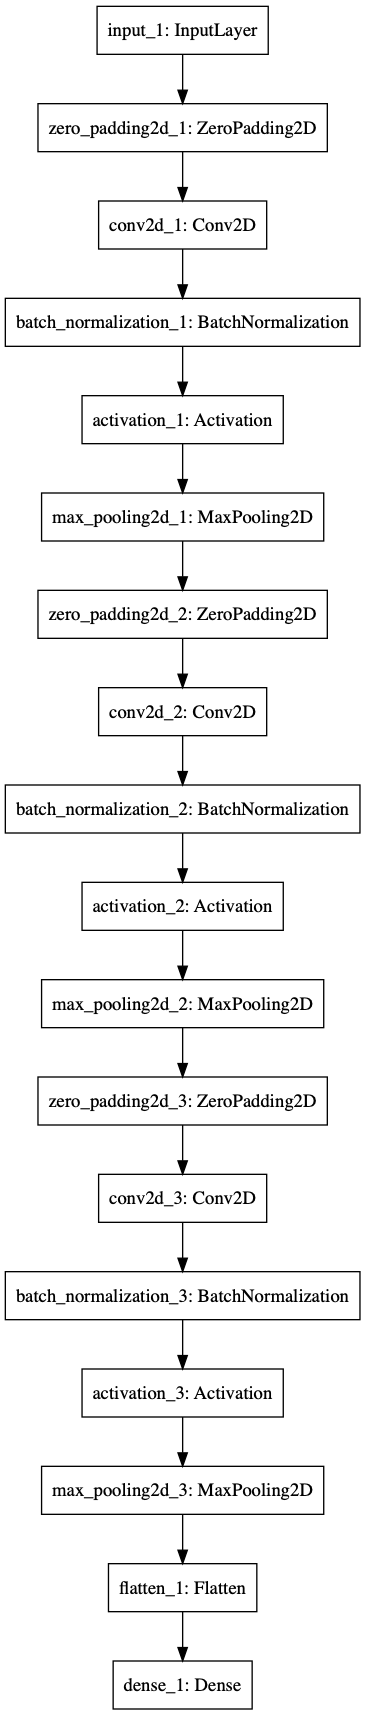 input_1: InputLayer
zero_padding2d_1: ZeroPadding2D
conv2d_1: Conv2D
batch_normalization_1: BatchNormalization
activation_1: Activation
max_pooling2d_1: MaxPooling2D
zero_padding2d_2: ZeroPadding2D
conv2d_2: Conv2D
batch_normalization_2: BatchNormalization
activation_2: Activation
max_pooling2d_2: MaxPooling2D
zero_padding2d_3: ZeroPadding2D
conv2d_3: Conv2D
batch_normalization_3: BatchNormalization
activation_3: Activation
max_pooling2d_3: MaxPooling2D
flatten_1: Flatten
dense_1: Dense